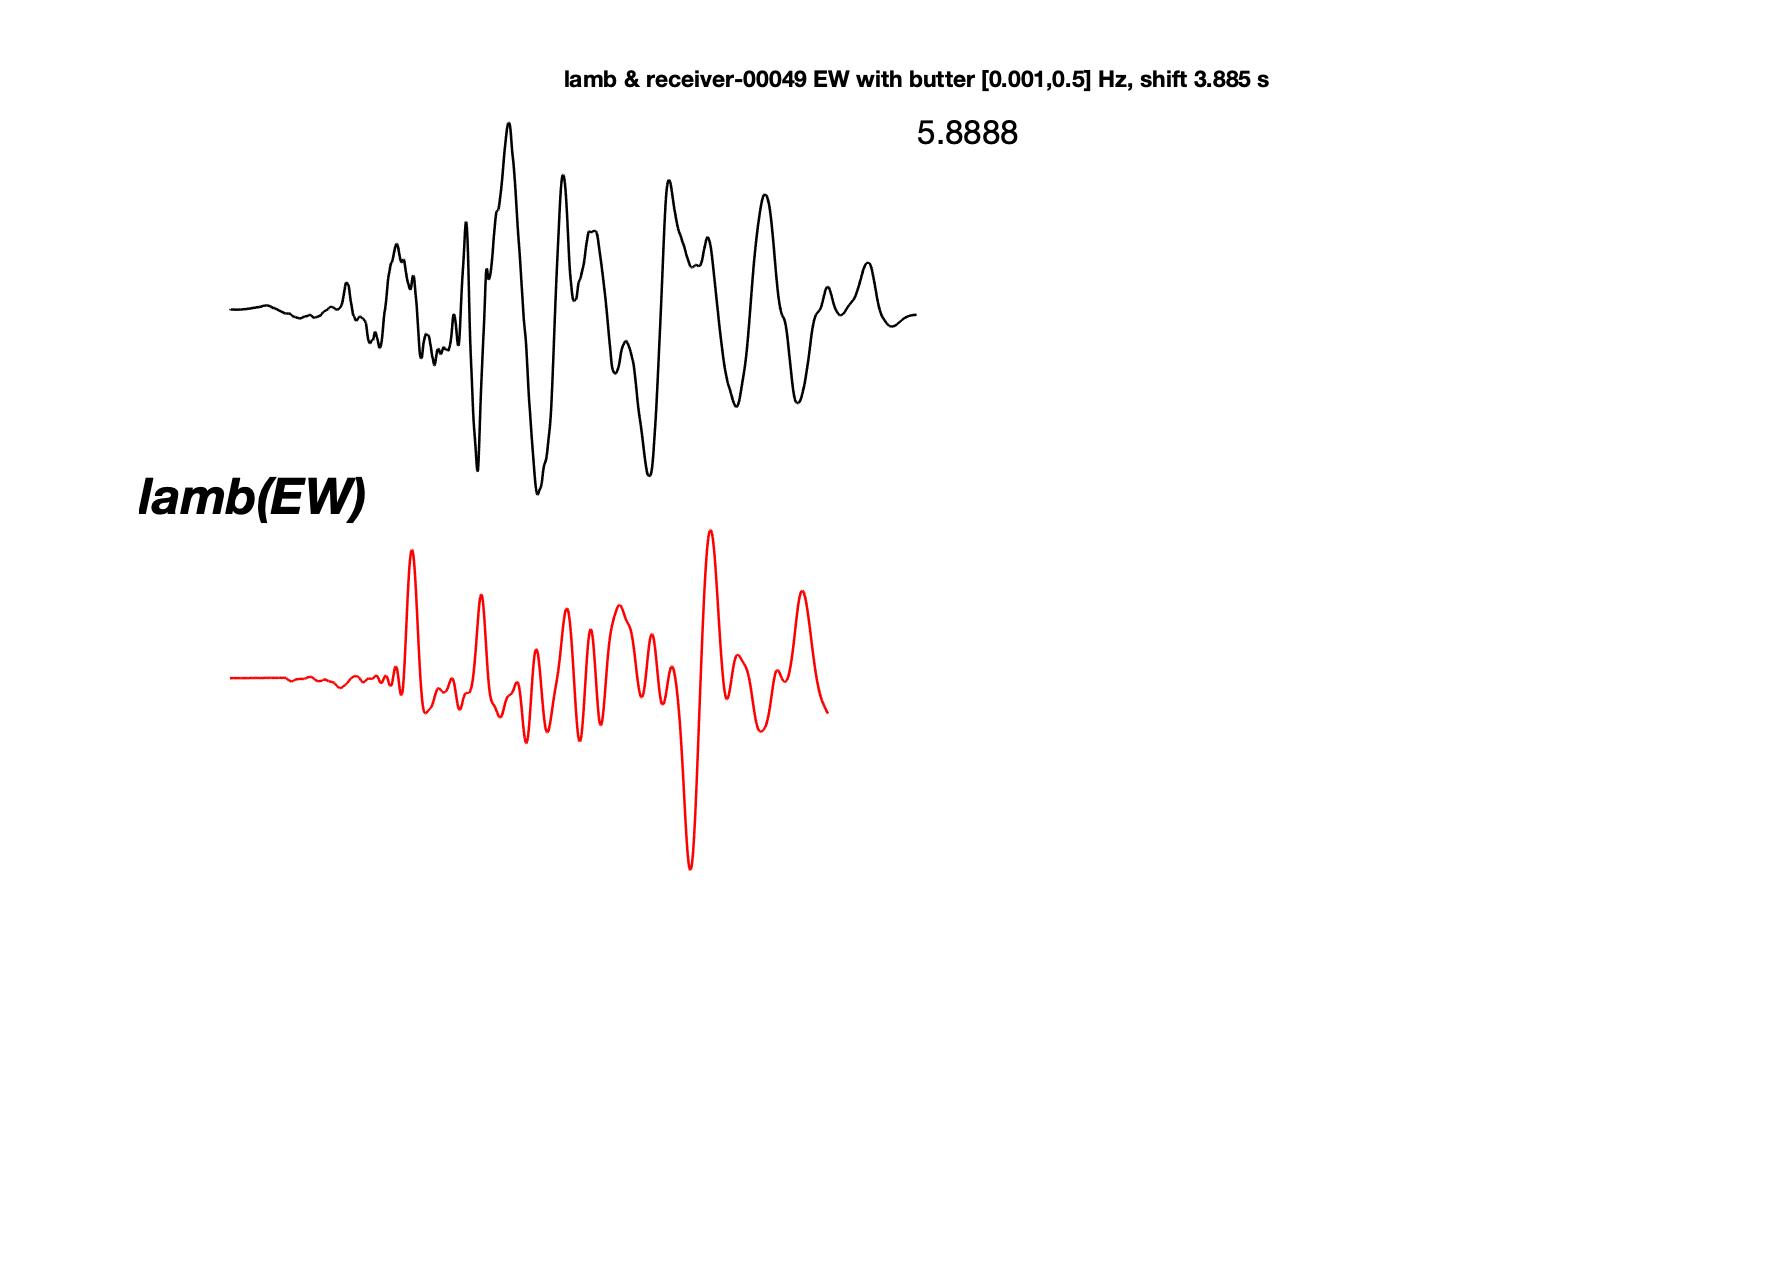 lamb & receiver-00049 EW with butter [0.001,0.5] Hz, shift 3.885 s
5.8888
lamb(EW)